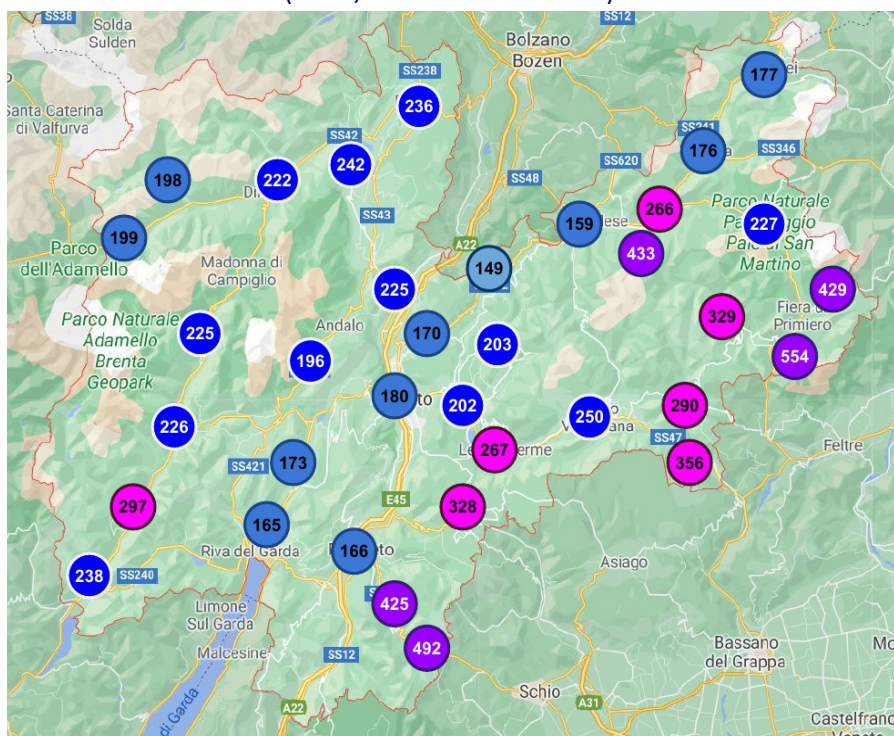 SS38
Solda
Sulden
SS12
Bolzano
Bozen
SS238
177
236
Santa Caterina
di Valfurva
SS42
SS241
176
SS346
242
SS620
198
222
SS48
266
Parco Naturale
SS43
159
227
Pale di San
Martino
199
A22
433
Parco
dell'Adamello
Madonna di
Campiglio
149
225
429
Parco Naturale
Adamello
Brenta
Geopark
225
Andalo
170
329
Fiera di
Primiero
203
196
554
180
202
290
226
250
SS47
Feltre
267
SS421
173
356
297
E45
328
165
Riva del Garda
166
Asiago
238
SS240
425
Limone
Sul Garda
Malcesine
492
SS12
Bassano
del Grappa
di Garda
Schio
A22
A31
Castelfranco
Veneto